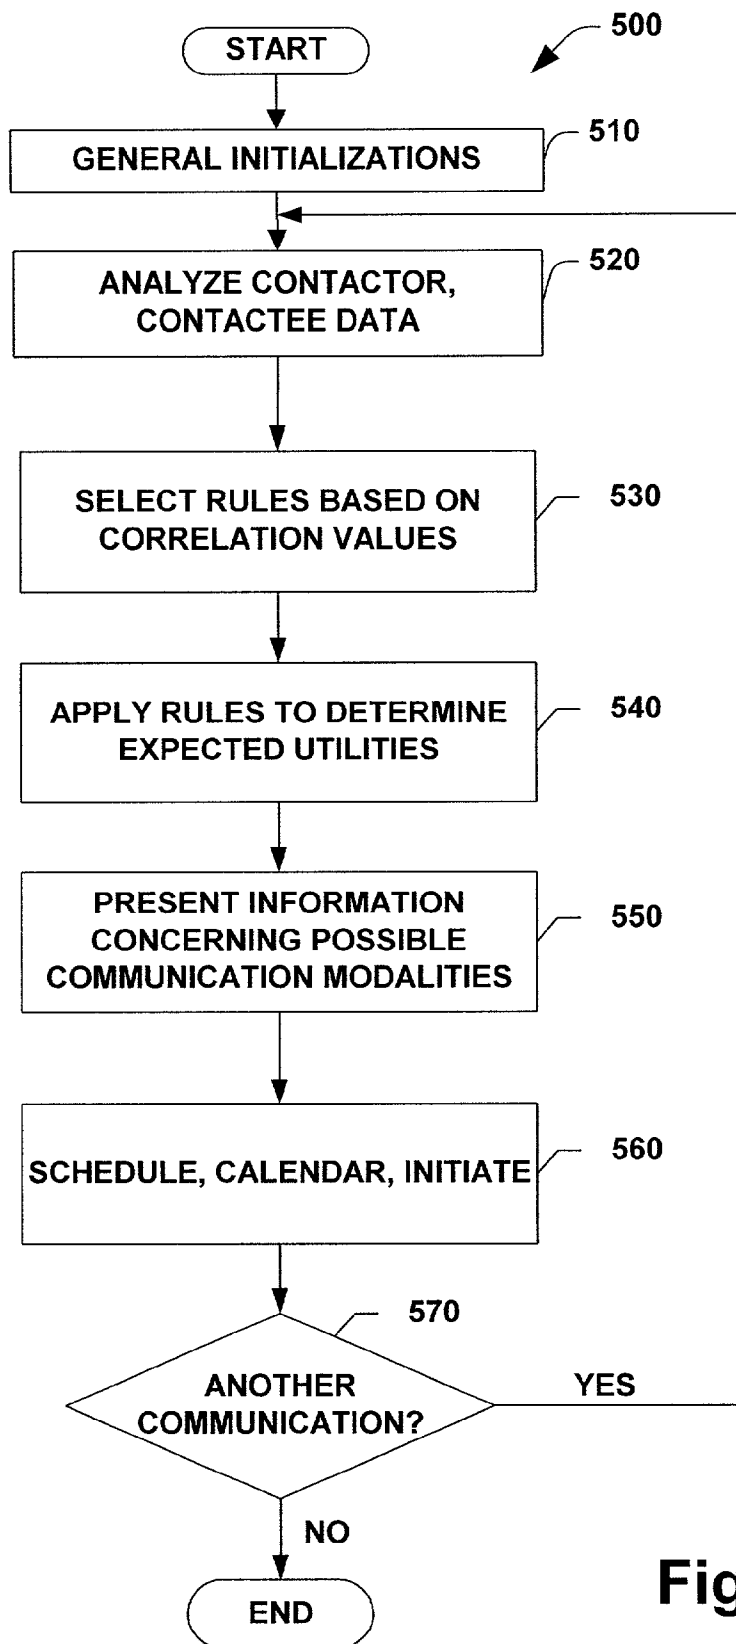 START
500
GENERAL INITIALIZATIONS
510
ANALYZE CONTACTOR,
CONTACTEE DATA
520
SELECT RULES BASED ON
CORRELATION VALUES
530
APPLY RULES TO DETERMINE
EXPECTED UTILITIES
540
PRESENT INFORMATION
CONCERNING POSSIBLE
COMMUNICATION MODALITIES
550
SCHEDULE, CALENDAR, INITIATE
560
570
ANOTHER
COMMUNICATION?
YES
NO
END
Fig